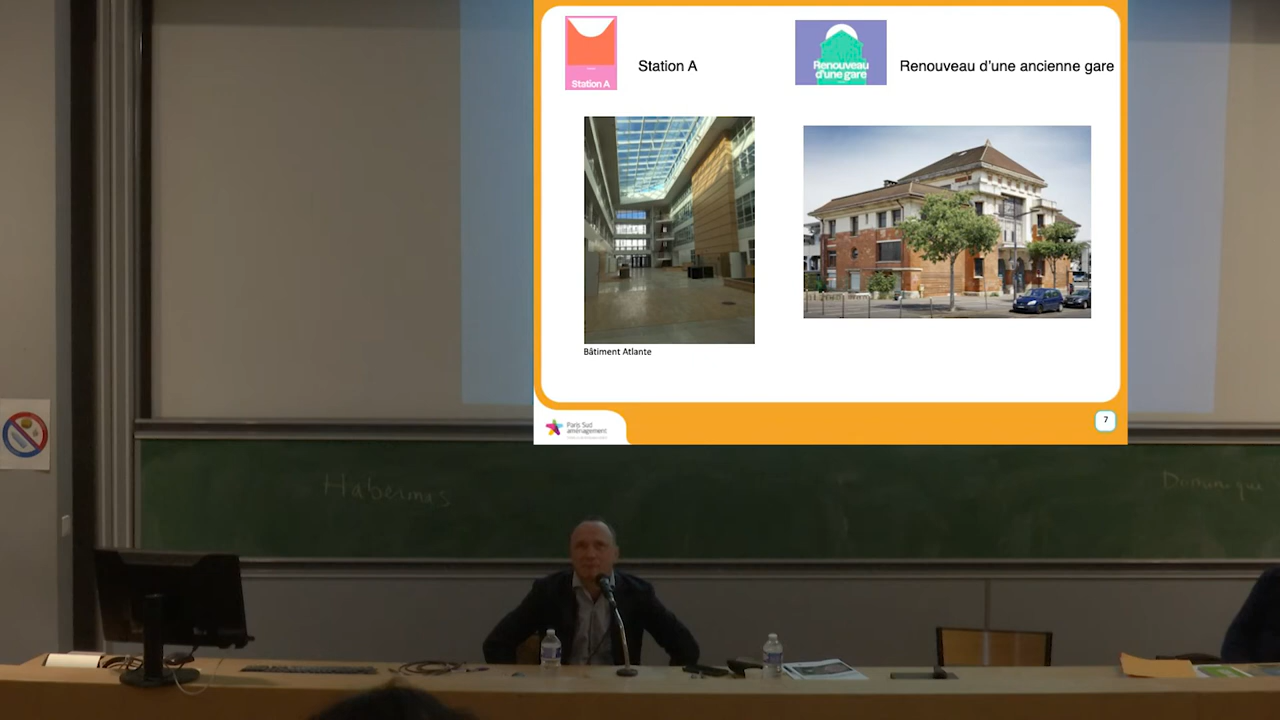 Station A
Station A
Renouveau
d'une gare
Renouveau d'une ancienne gare
Bâtiment Atlante
Paris Sud
aménagement
7
Habermas